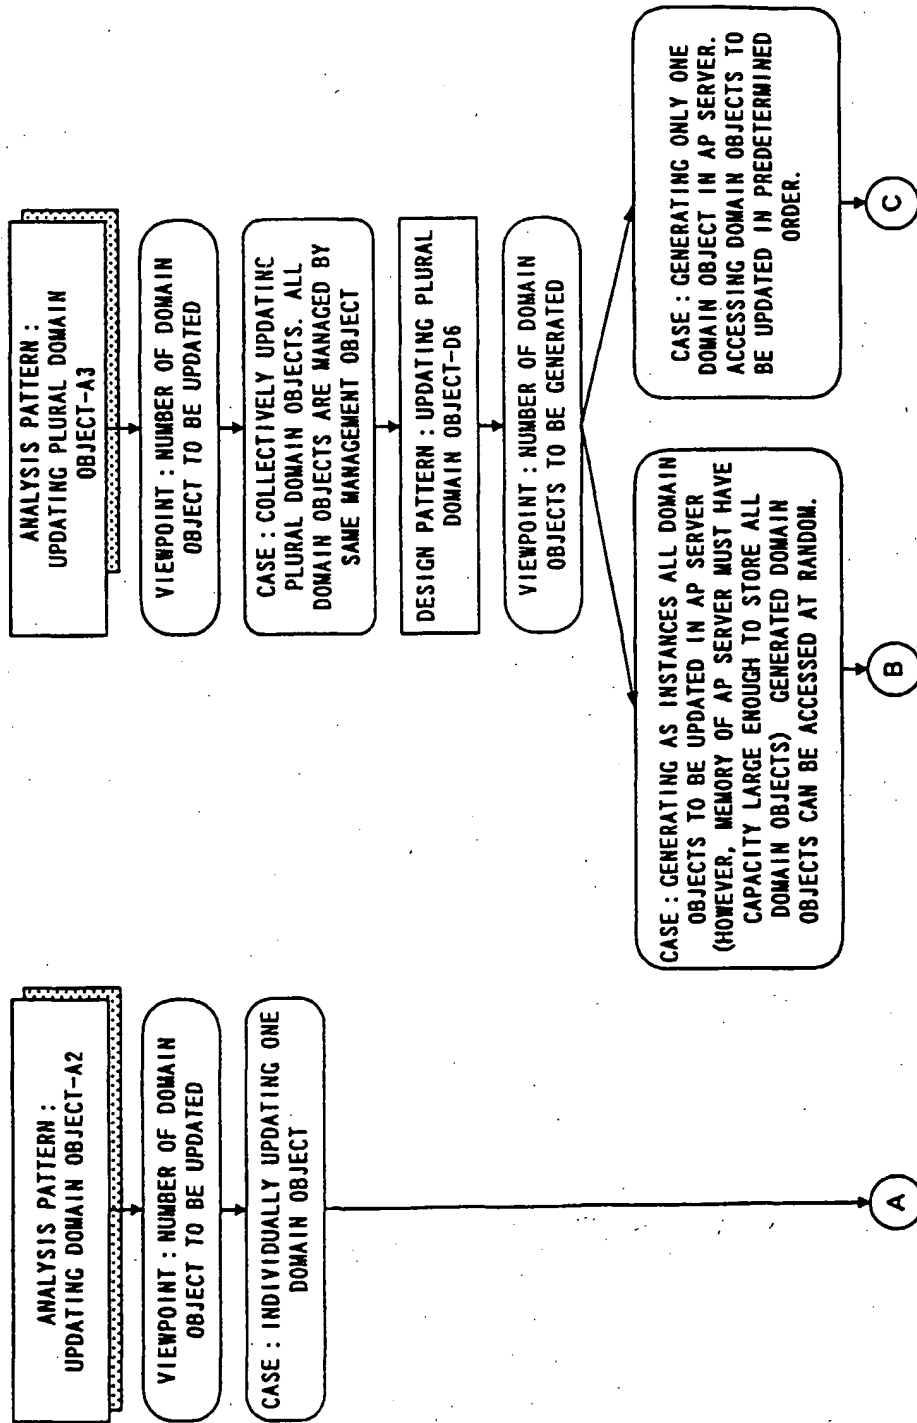 ANALYSIS PATTERN :
UPDATING DOMAIN OBJECT-A2
VIEWPOINT : NUMBER OF DOMAIN
OBJECT TO BE UPDATED
CASE : INDIVIDUALLY UPDATING ONE
DOMAIN OBJECT
A
ANALYSIS PATTERN :
UPDATING PLURAL DOMAIN
OBJECT-A3
VIEWPOINT : NUMBER OF DOMAIN
OBJECT TO BE UPDATED
CASE : COLLECTIVELY UPDATING
PLURAL DOMAIN OBJECTS. ALL
DOMAIN OBJECTS ARE MANAGED BY
SAME MANAGEMENT OBJECT
DESIGN PATTERN : UPDATING PLURAL
DOMAIN OBJECT-D6
VIEWPOINT : NUMBER OF DOMAIN
OBJECTS TO BE GENERATED
CASE : GENERATING AS INSTANCES ALL DOMAIN
OBJECTS TO BE UPDATED IN AP SERVER
(HOWEVER, MEMORY OF AP SERVER MUST HAVE
CAPACITY LARGE ENOUGH TO STORE ALL
DOMAIN OBJECTS) GENERATED DOMAIN
OBJECTS CAN BE ACCESSED AT RANDOM.
B
CASE : GENERATING ONLY ONE
DOMAIN OBJECT IN AP SERVER.
ACCESSING DOMAIN OBJECTS TO
BE UPDATED IN PREDETERMINED
ORDER.
C